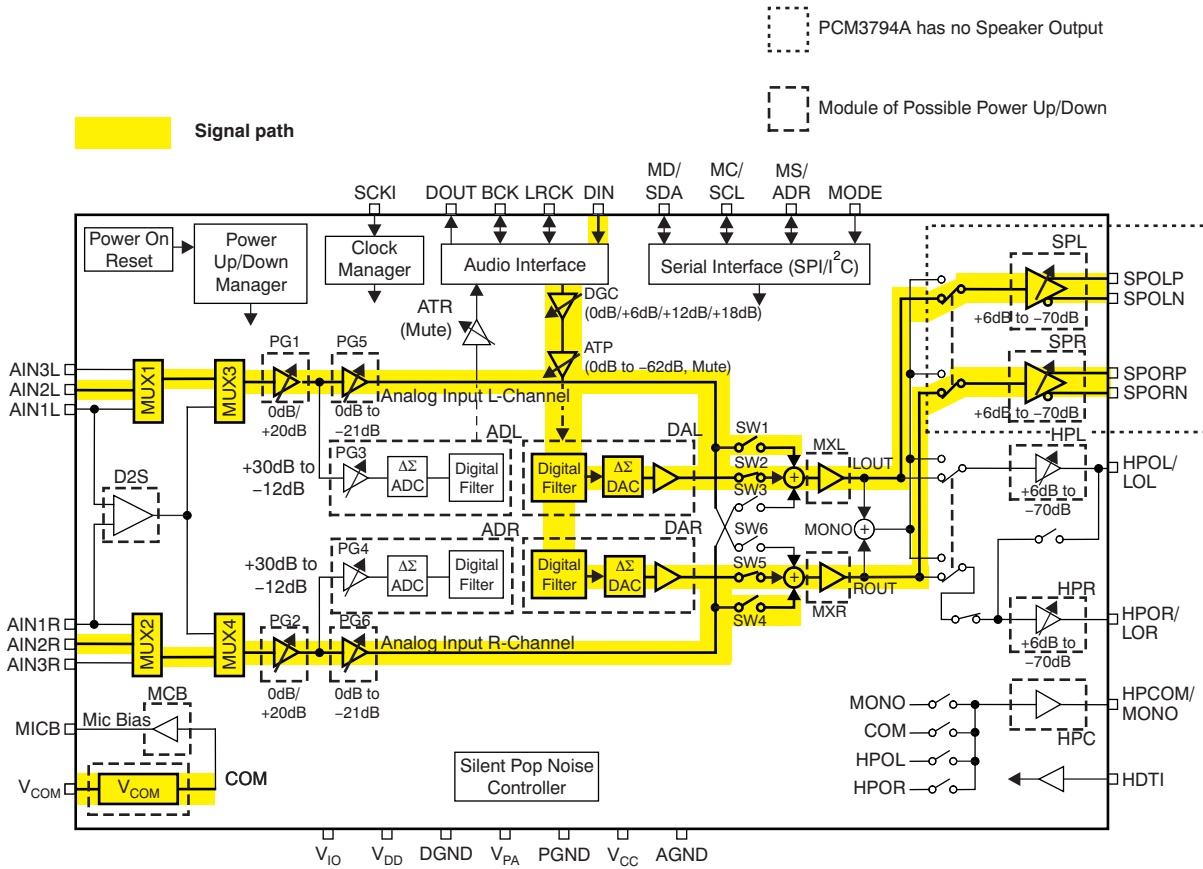 PCM3794A has no Speaker Output
Module of Possible Power Up/Down
Signal path
SCKI
DOUT
BCK
LRCK
DIN
MD/
SDA
MC/
SCL
MS/
ADR
MODE
Power On
Reset
Power
Up/Down
Manager
Clock
Manager
Audio Interface
Serial Interface (SPI/I²C)
ATR
(Mute)
DGC
(0dB/+6dB/+12dB/+18dB)
ATP
(0dB to −62dB, Mute)
SPL
+6dB to −70dB
SPOLP
SPOLN
SPR
+6dB to −70dB
SPORP
SPORN
AIN3L
AIN2L
AIN1L
MUX1
MUX3
PG1
0dB/
+20dB
PG5
0dB to
−21dB
Analog Input L-Channel
ADL
+30dB to
−12dB
PG3
ΔΣ
ADC
Digital
Filter
DAL
Digital
Filter
ΔΣ
DAC
SW1
SW2
SW3
MXL
LOUT
HPL
+6dB to
−70dB
HPOL/
LOL
D2S
MONO
ADR
+30dB to
−12dB
PG4
ΔΣ
ADC
Digital
Filter
DAR
Digital
Filter
ΔΣ
DAC
SW6
SW5
SW4
MXR
ROUT
HPR
+6dB to
−70dB
HPOR/
LOR
AIN1R
AIN2R
AIN3R
MUX2
MUX4
PG2
0dB/
+20dB
PG6
0dB to
−21dB
Analog Input R-Channel
MICB
Mic Bias
MCB
VCOM
VCOM
COM
Silent Pop Noise
Controller
MONO
COM
HPOL
HPOR
HPC
HPCOM/
MONO
HDTI
VIO
VDD
DGND
VPA
PGND
VCC
AGND